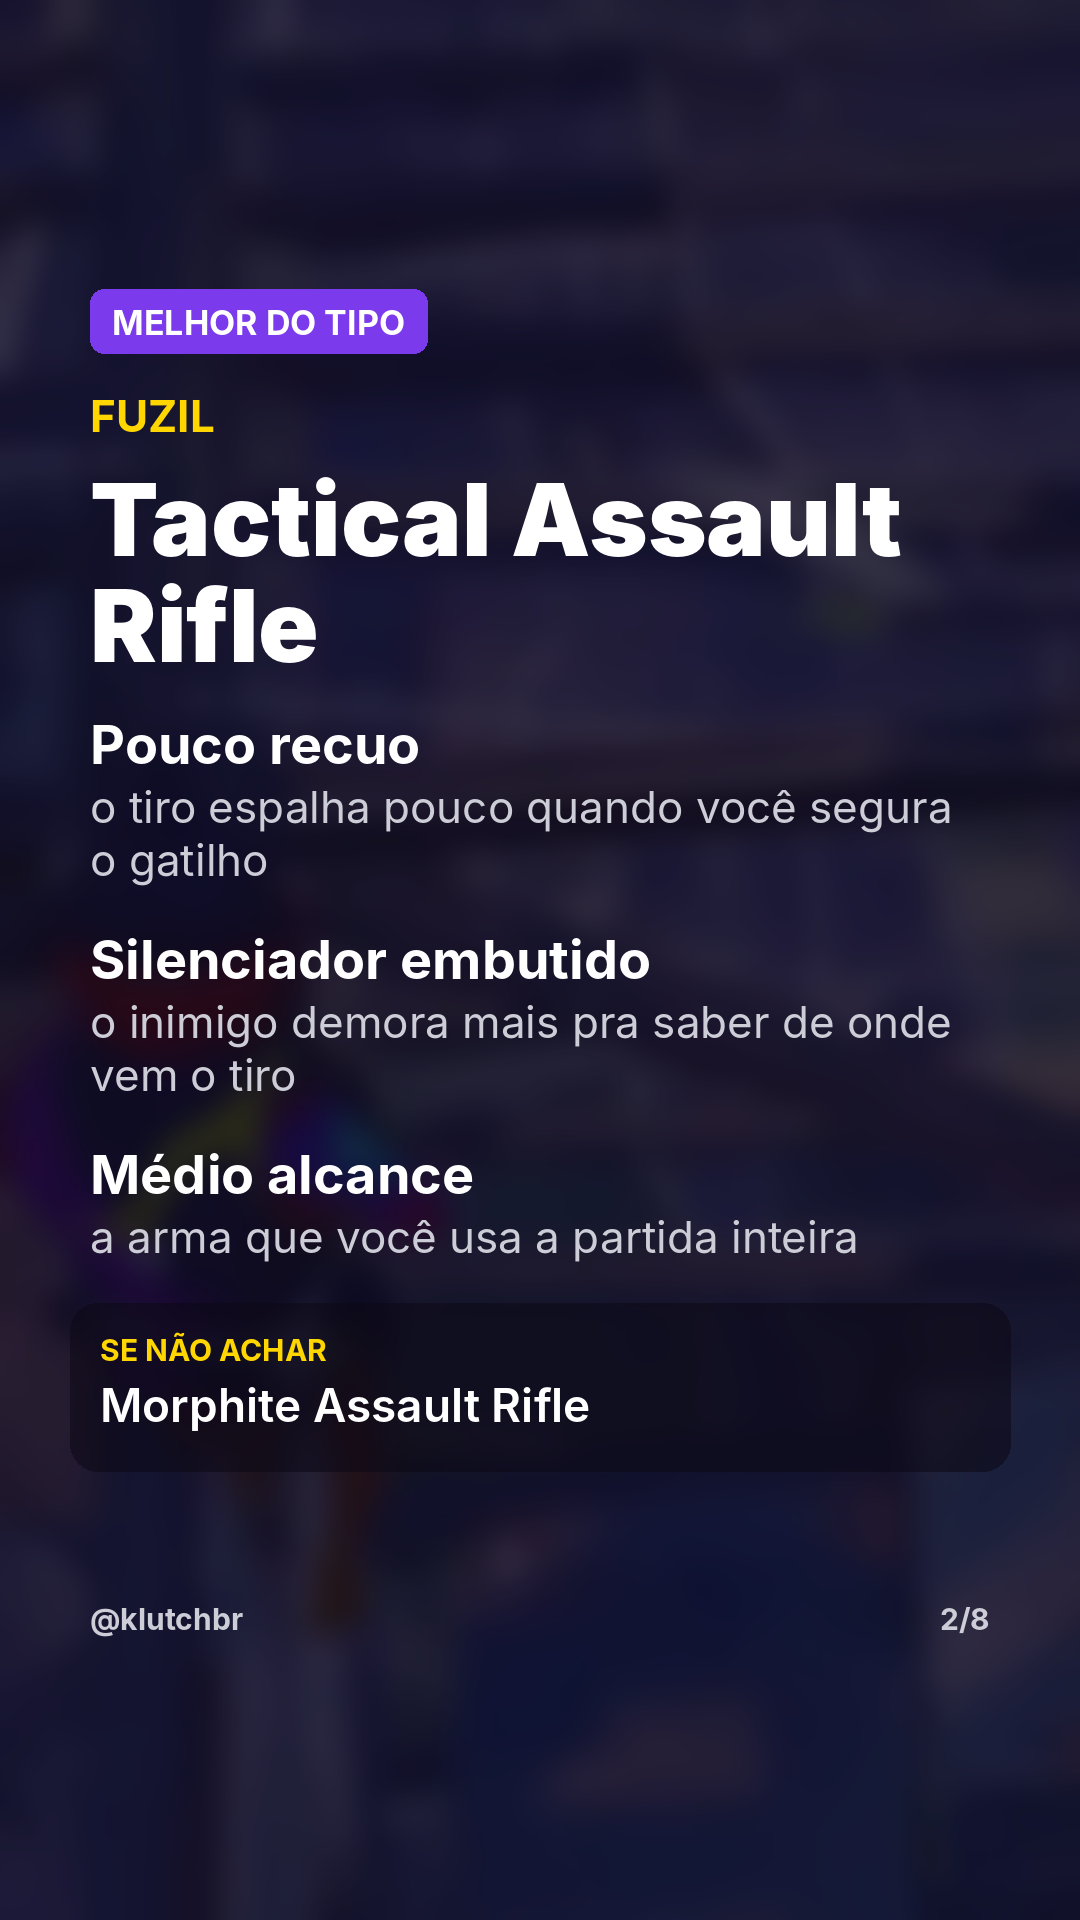 MELHOR DO TIPO
FUZIL
Tactical Assault
Rifle
Pouco recuo
o tiro espalha pouco quando você segura
o gatilho
Silenciador embutido
o inimigo demora mais pra saber de onde
vem o tiro
Médio alcance
a arma que você usa a partida inteira
SE NÃO ACHAR
Morphite Assault Rifle
@klutchbr
2/8